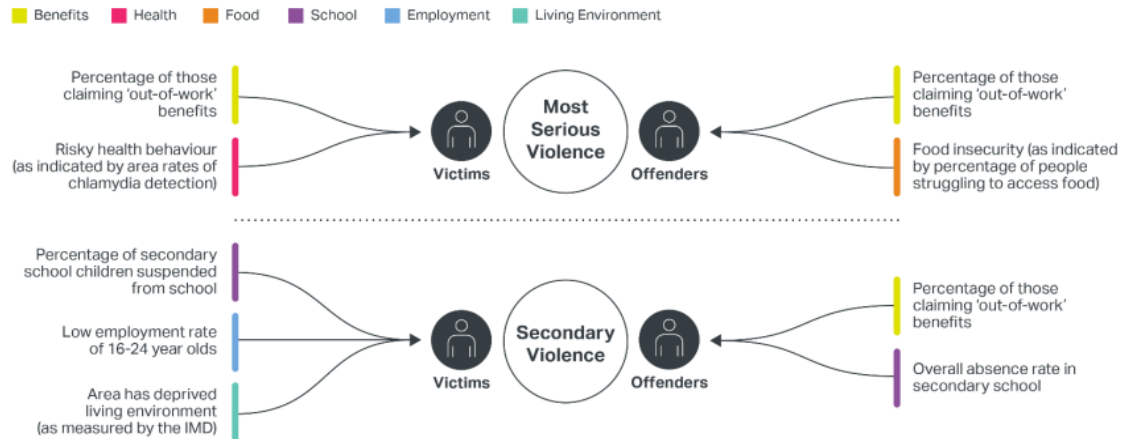 Benefits
Health
Food
School
Employment
Living Environment
Percentage of those
claiming ‘out-of-work’
benefits
Risky health behaviour
(as indicated by area rates of
chlamydia detection)
Victims
Most
Serious
Violence
Offenders
Percentage of those
claiming ‘out-of-work’
benefits
Food insecurity (as indicated
by percentage of people
struggling to access food)
Percentage of secondary
school children suspended
from school
Low employment rate
of 16-24 year olds
Area has deprived
living environment
(as measured by the IMD)
Victims
Secondary
Violence
Offenders
Percentage of those
claiming ‘out-of-work’
benefits
Overall absence rate in
secondary school